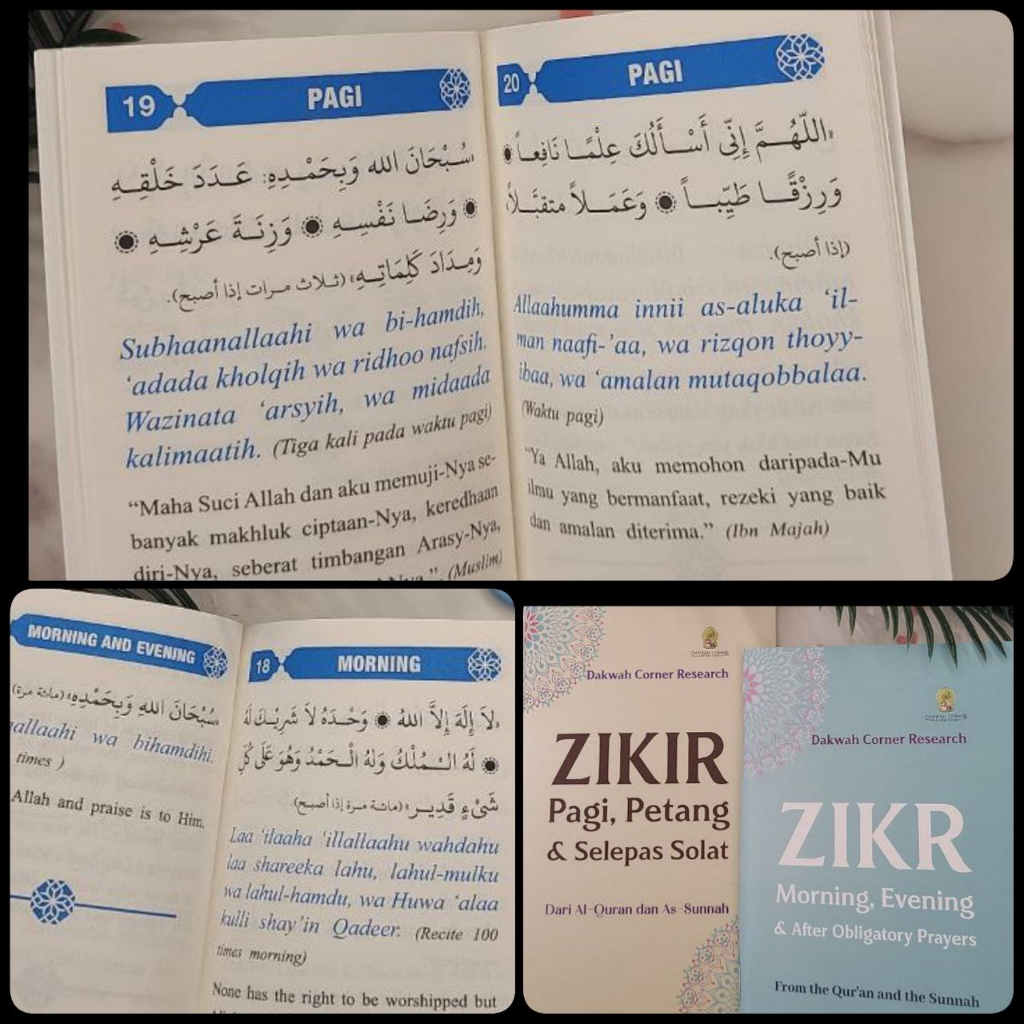 19 PAGI
«سُبْحَانَ الله وَبِحَمْدِهِ: عَدَدَ خَلْقِهِ
وَرِضَا نَفْسِهِ وَزِنَةَ عَرْشِهِ
وَمِدَادَ كَلِمَاتِهِ» (ثلاث مرات إذا أصبح).
Subhaanallaahi wa bi-hamdih,
‘adada kholqih wa ridhoo nafsih.
Wazinata ‘arsyih, wa midaada
kalimaatih. (Tiga kali pada waktu pagi)
“Maha Suci Allah dan aku memuji-Nya se-
banyak makhluk ciptaan-Nya, keredhaan
diri-Nya, seberat timbangan Arasy-Nya,
(Muslim)
20 PAGI
«اللّهُمَّ إِنِّي أَسْأَلُكَ عِلْمًا نَافِعاً
وَرِزْقًا طَيِّباً وَعَمَلاً متقبَّلاً
(إذا أصبح).
Allaahumma innii as-aluka ‘il-
man naafi-’aa, wa rizqon thoyy-
ibaa, wa ‘amalan mutaqobbalaa.
(Waktu pagi)
“Ya Allah, aku memohon daripada-Mu
ilmu yang bermanfaat, rezeki yang baik
dan amalan diterima.” (Ibn Majah)
MORNING AND EVENING
«سُبْحَانَ اللهِ وَبِحَمْدِهِ» (مائة مرة)
wa bihamdihi.
times )
Allah and praise is to Him.
18 MORNING
«لاَ إِلَهَ إِلاَّ اللهُ وَحْدَهُ لاَ شَرِيْكَ لَهُ
لَهُ الـمُلْكُ وَلَهُ الْحَمْدُ وَهُوَ عَلَى كُلِّ
شَيْءٍ قَدِير» (مائة مرة إذا أصبح).
Laa ‘ilaaha ‘illallaahu wahdahu
laa shareeka lahu, lahul-mulku
wa lahul-hamdu, wa Huwa ‘alaa
kulli shay’in Qadeer. (Recite 100
times morning)
None has the right to be worshipped but
Dakwah Corner Research
ZIKIR
Pagi, Petang
& Selepas Solat
Dari Al-Quran dan As-Sunnah
Dakwah Corner Research
ZIKR
Morning, Evening
& After Obligatory Prayers
From the Qur'an and the Sunnah